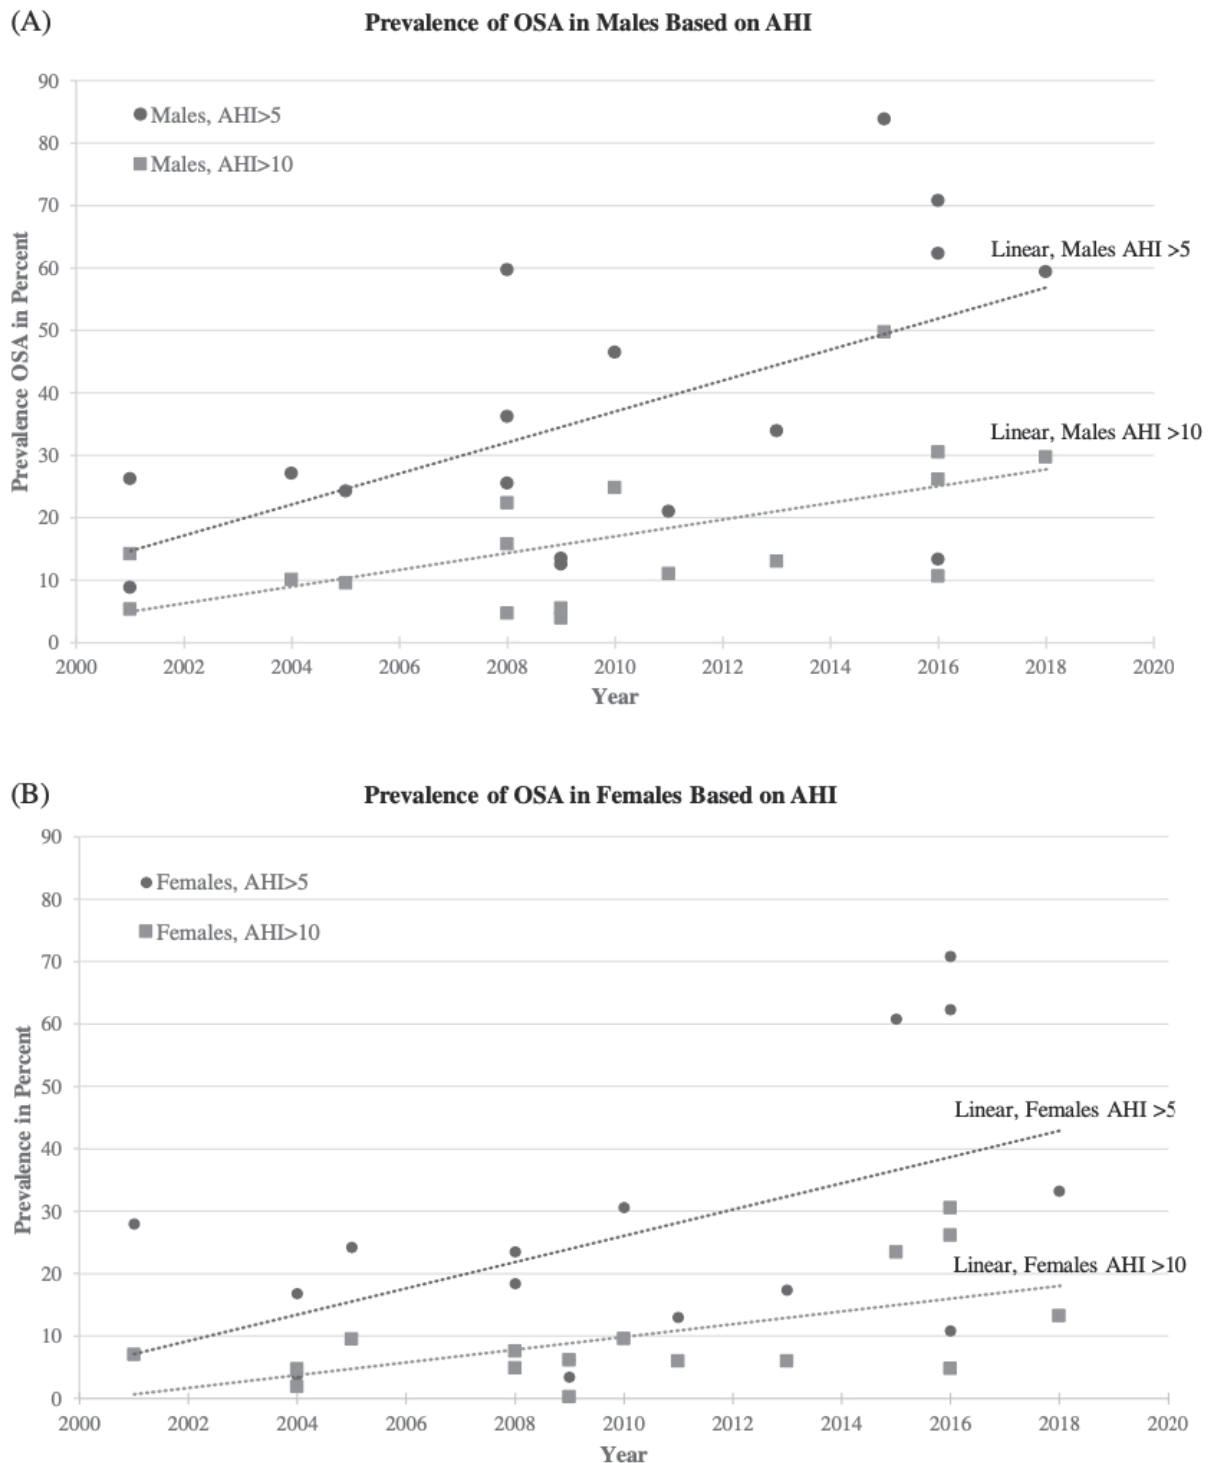 (A)
Prevalence of OSA in Males Based on AHI
90
80
70
60
50
40
30
20
10
0
Prevalence OSA in Percent
Males, AHI>5
Males, AHI>10
Linear, Males AHI >5
Linear, Males AHI >10
2000 2002 2004 2006 2008 2010 2012 2014 2016 2018 2020
Year
(B)
Prevalence of OSA in Females Based on AHI
90
80
70
60
50
40
30
20
10
0
Prevalence in Percent
Females, AHI>5
Females, AHI>10
Linear, Females AHI >5
Linear, Females AHI >10
2000 2002 2004 2006 2008 2010 2012 2014 2016 2018 2020
Year